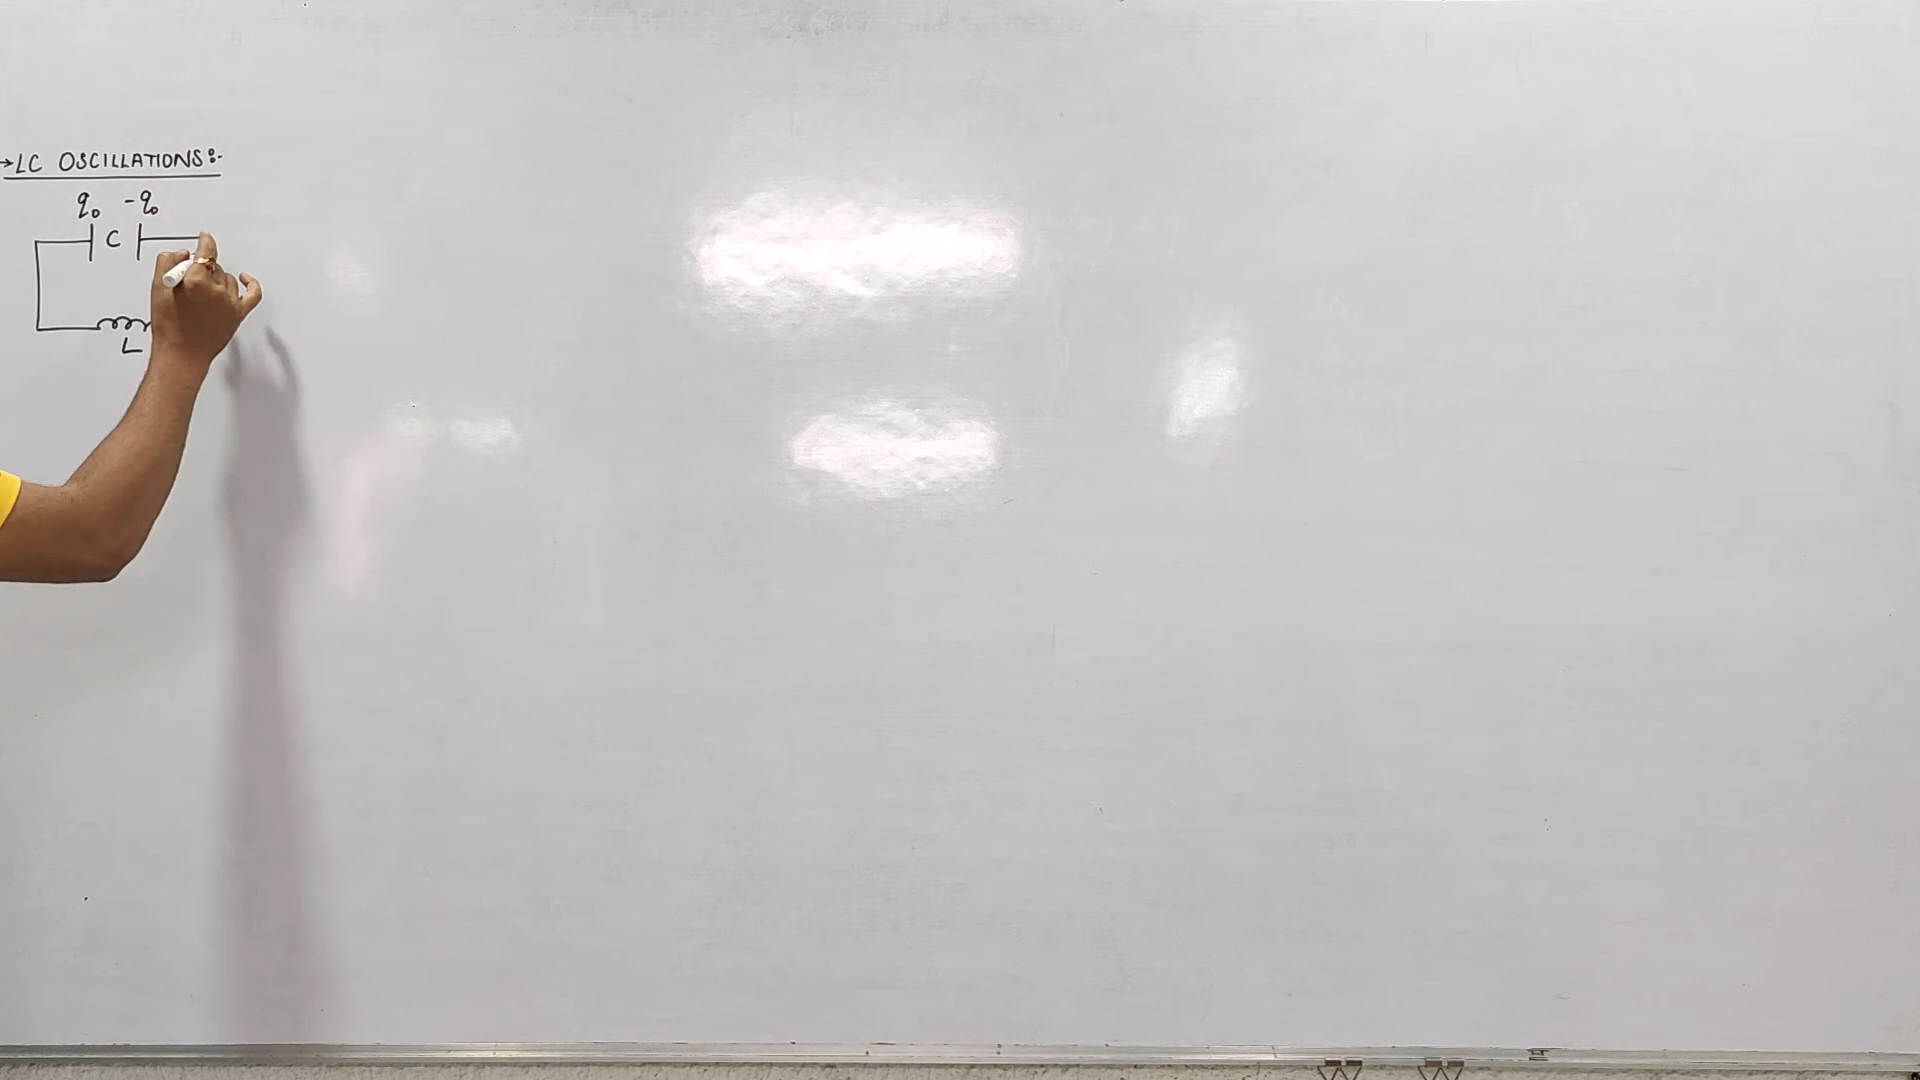 →LC OSCILLATIONS:-
q₀ -q₀
C
L